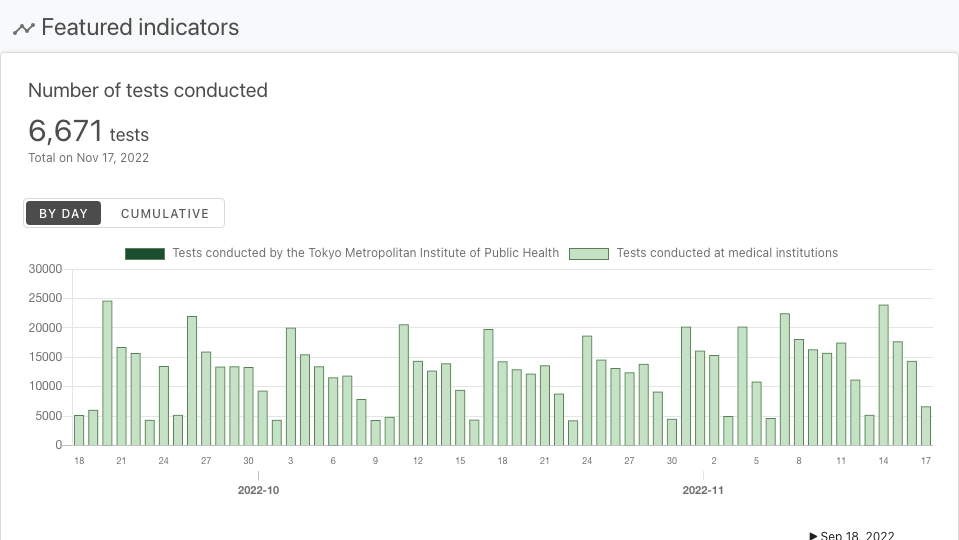 Featured indicators
Number of tests conducted
6,671 tests
Total on Nov 17, 2022
BY DAY CUMULATIVE
Tests conducted by the Tokyo Metropolitan Institute of Public Health Tests conducted at medical institutions
30000
25000
20000
15000
10000
5000
0
18 21 24 27 30 3 6 9 12 15 18 21 24 27 30 2 5 8 11 14 17
2022-10 2022-11
Sep 18, 2022